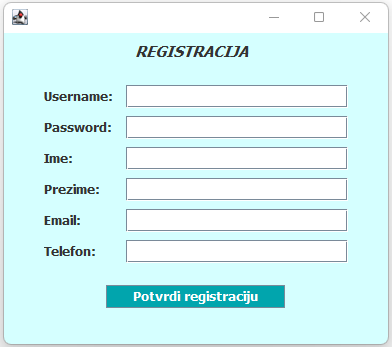 REGISTRACIJA
Username:
Password:
Ime:
Prezime:
Email:
Telefon:
Potvrdi registraciju